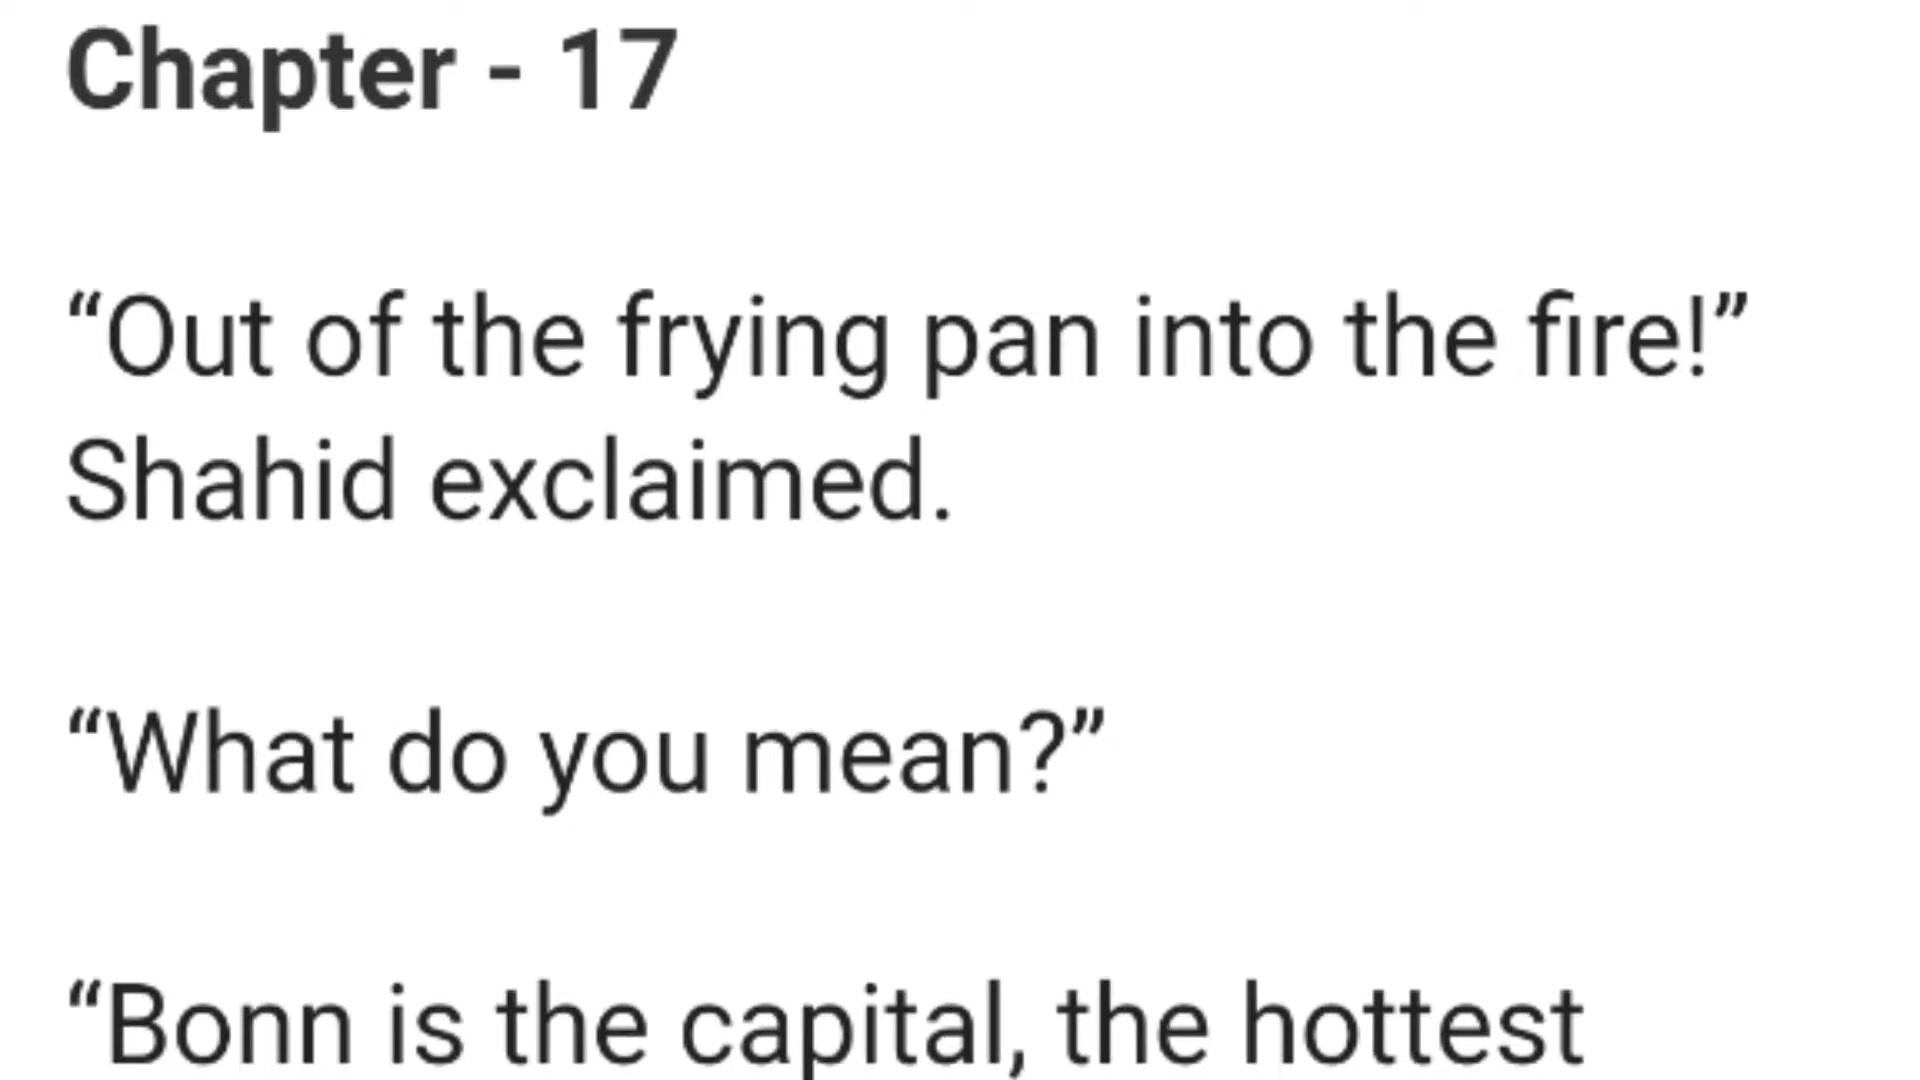 Chapter - 17
“Out of the frying pan into the fire!”
Shahid exclaimed.
“What do you mean?”
“Bonn is the capital, the hottest